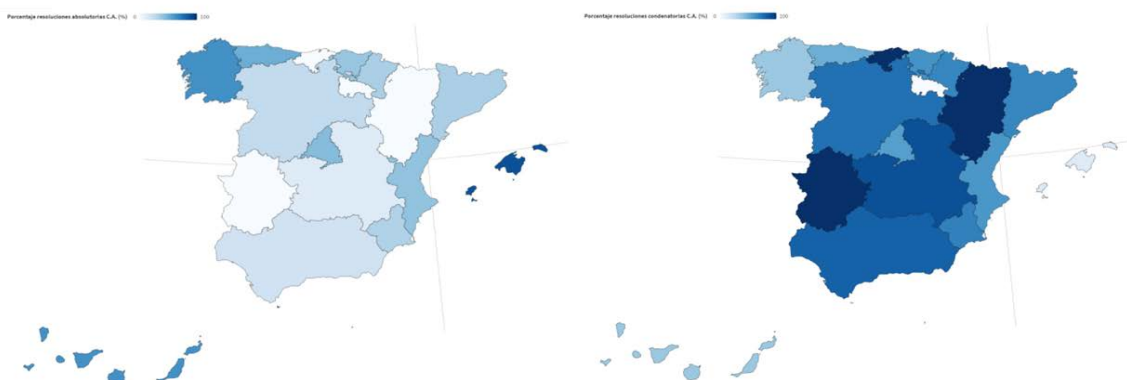 Porcentaje resoluciones absolutorias C.A. (%) 0 100
Porcentaje resoluciones condenatorias C.A. (%) 0 100